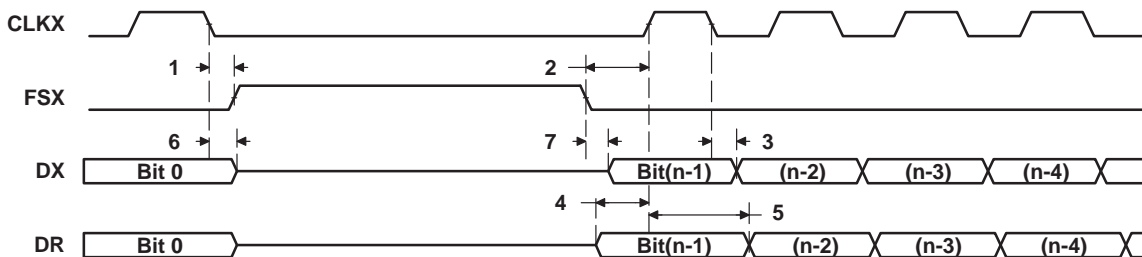 CLKX
1 2
FSX
6 7 3
DX Bit 0 Bit(n-1) (n-2) (n-3) (n-4)
4 5
DR Bit 0 Bit(n-1) (n-2) (n-3) (n-4)